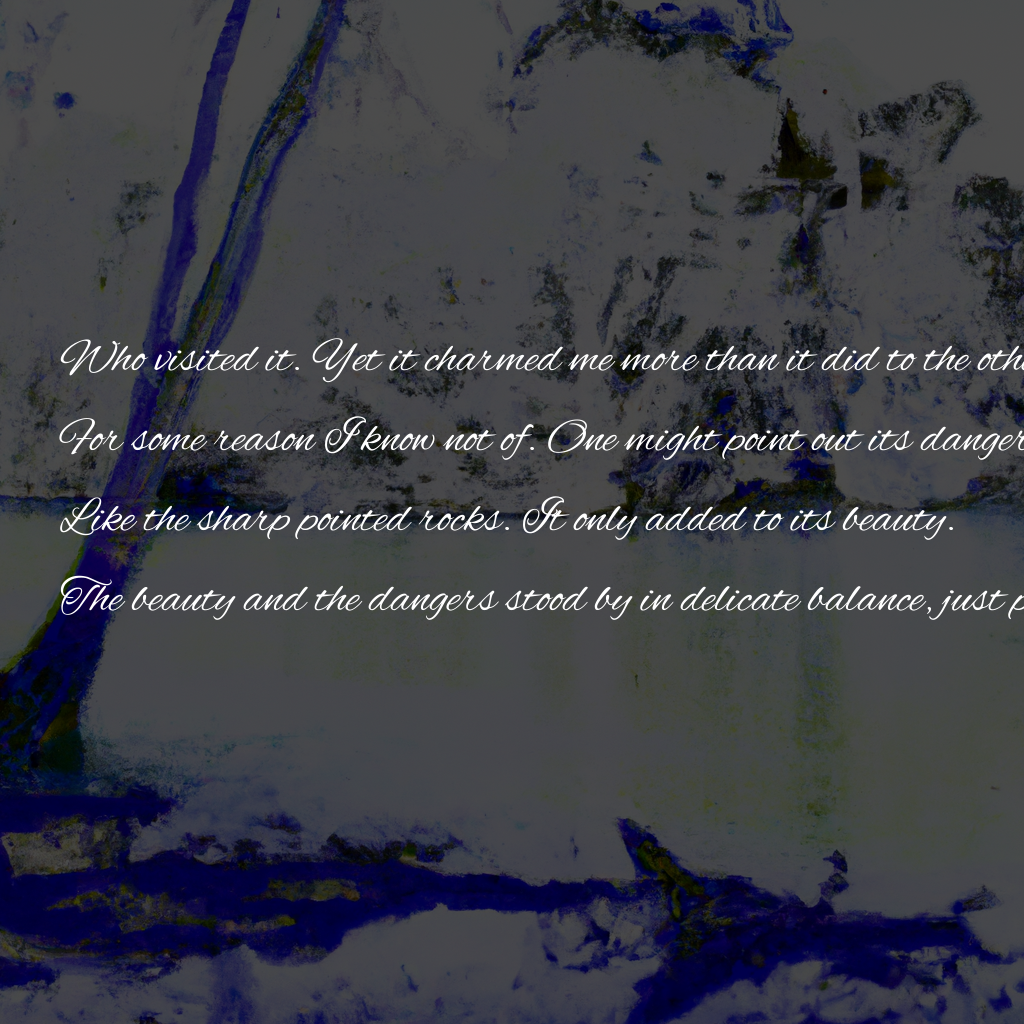 Who visited it. Yet it charmed me more than it did to the oth
For some reason I know not of. One might point out its danger
Like the sharp pointed rocks. It only added to its beauty.
The beauty and the dangers stood by in delicate balance, just p